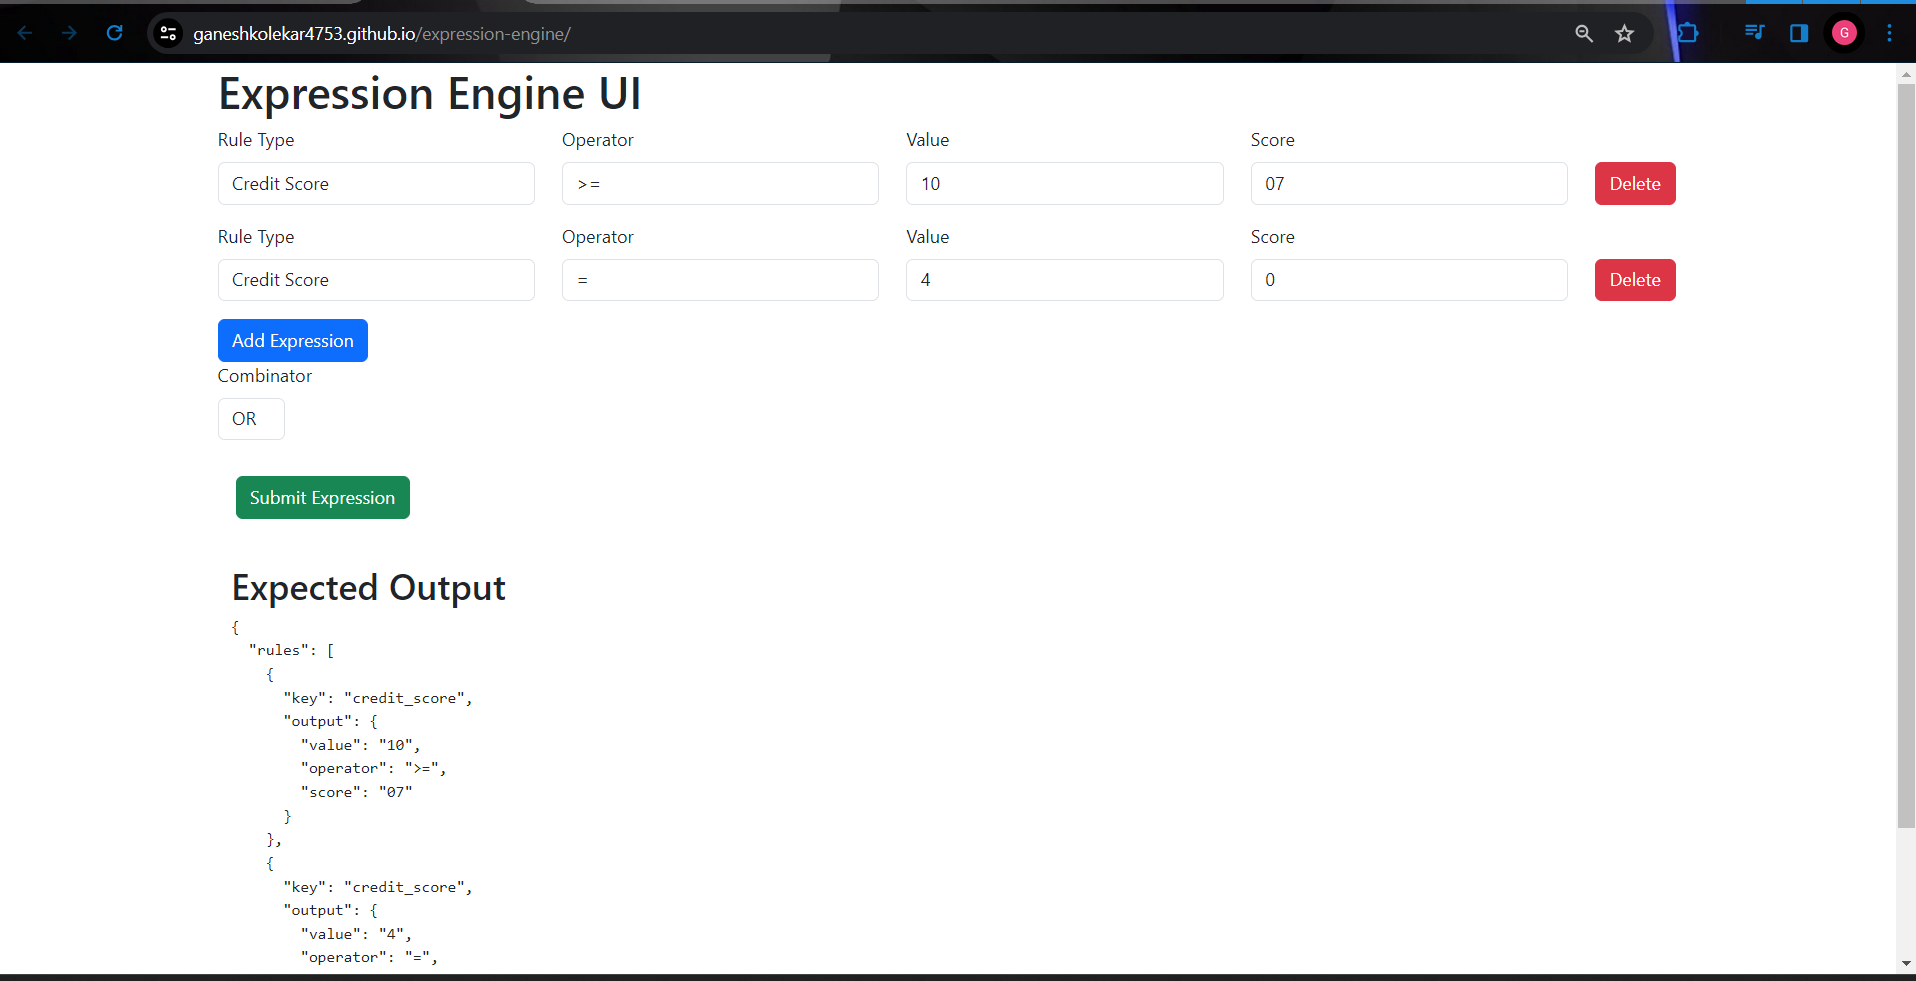 ganeshkolekar4753.github.io/expression-engine/
G
Expression Engine UI
Rule Type Operator Value Score
Credit Score >= 10 07 Delete
Rule Type Operator Value Score
Credit Score = 4 0 Delete
Add Expression
Combinator
OR
Submit Expression
Expected Output
{
  "rules": [
    {
      "key": "credit_score",
      "output": {
        "value": "10",
        "operator": ">=",
        "score": "07"
      }
    },
    {
      "key": "credit_score",
      "output": {
        "value": "4",
        "operator": "=",